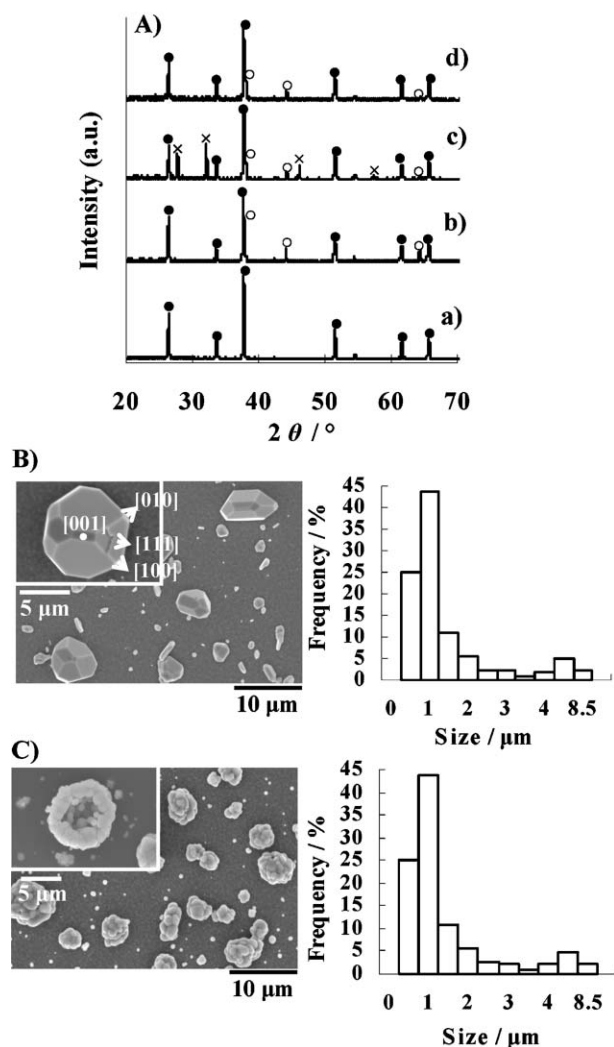 A)
d)
c)
b)
a)
Intensity (a.u.)
20 30 40 50 60 70
2 θ / °
B)
[010]
[001]
[111]
[100]
5 μm
10 μm
Frequency / %
45
40
35
30
25
20
15
10
5
0
0 1 2 3 4 8.5
Size / μm
C)
5 μm
10 μm
Frequency / %
45
40
35
30
25
20
15
10
5
0
0 1 2 3 4 8.5
Size / μm